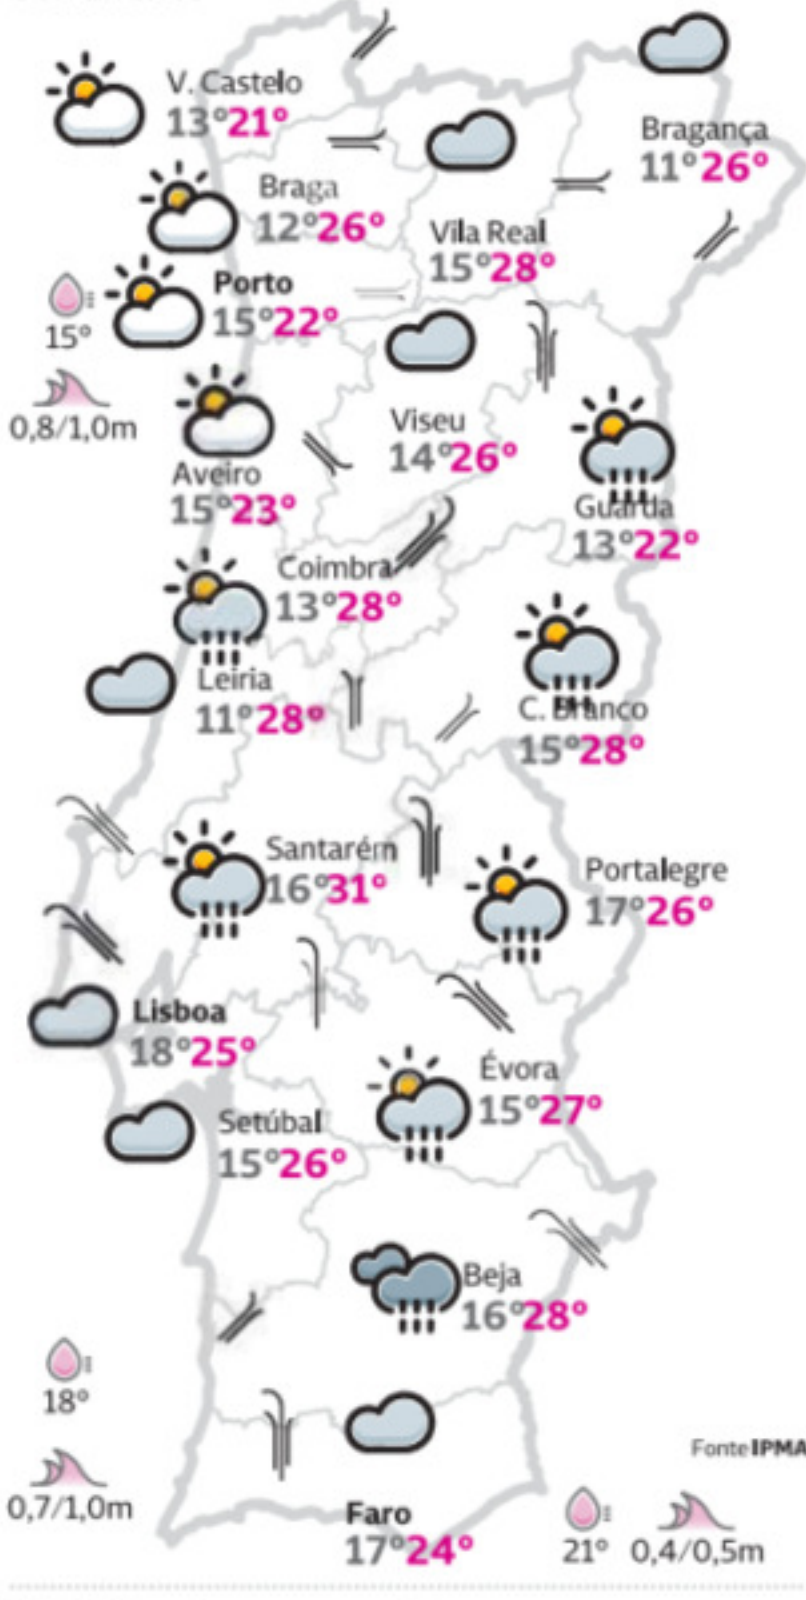 V. Castelo
13°21°
Bragança
11°26°
Braga
12°26°
Vila Real
15°28°
Porto
15°22°
15°
0,8/1,0m
Viseu
14°26°
Aveiro
15°23°
Guarda
13°22°
Coimbra
13°28°
Leiria
11°28°
C. Branco
15°28°
Santarém
16°31°
Portalegre
17°26°
Lisboa
18°25°
Évora
15°27°
Setúbal
15°26°
Beja
16°28°
18°
0,7/1,0m
Fonte IPMA
Faro
17°24°
21° 0,4/0,5m